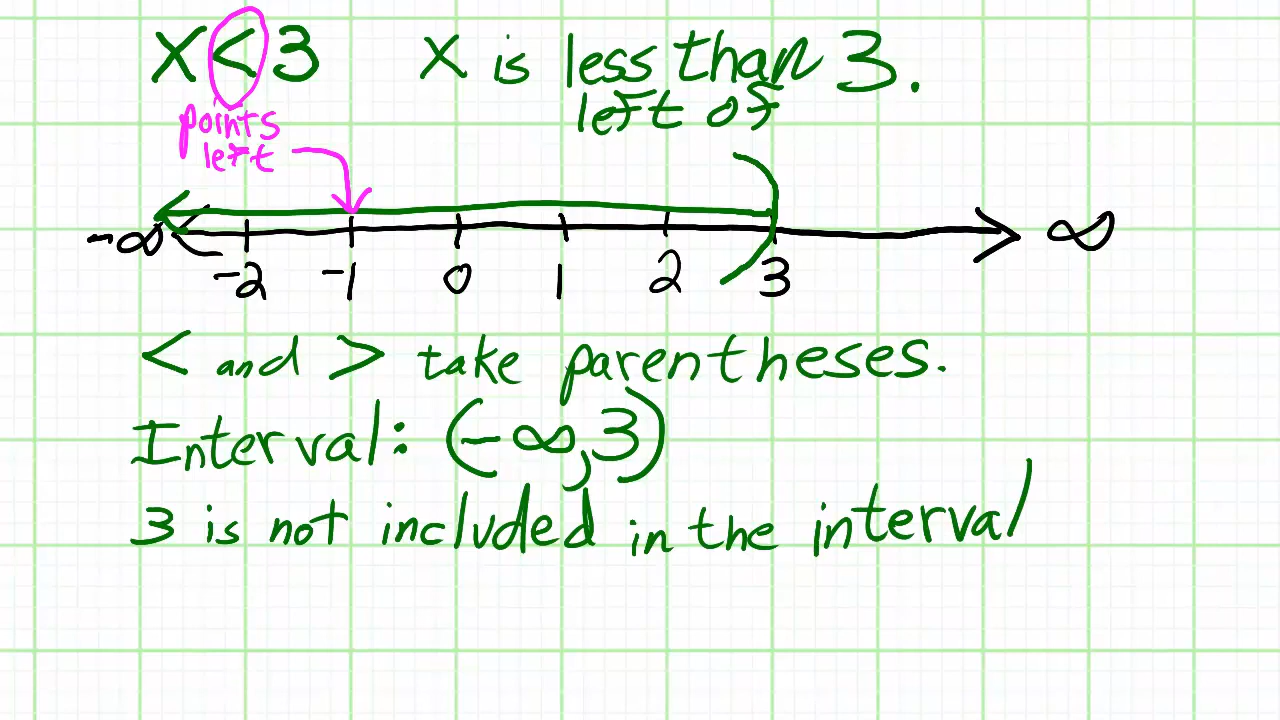 X < 3 X is less than 3.
left of
points
left
-∞ ∞
-2 -1 0 1 2 3
< and > take parentheses.
Interval: (-∞,3)
3 is not included in the interval